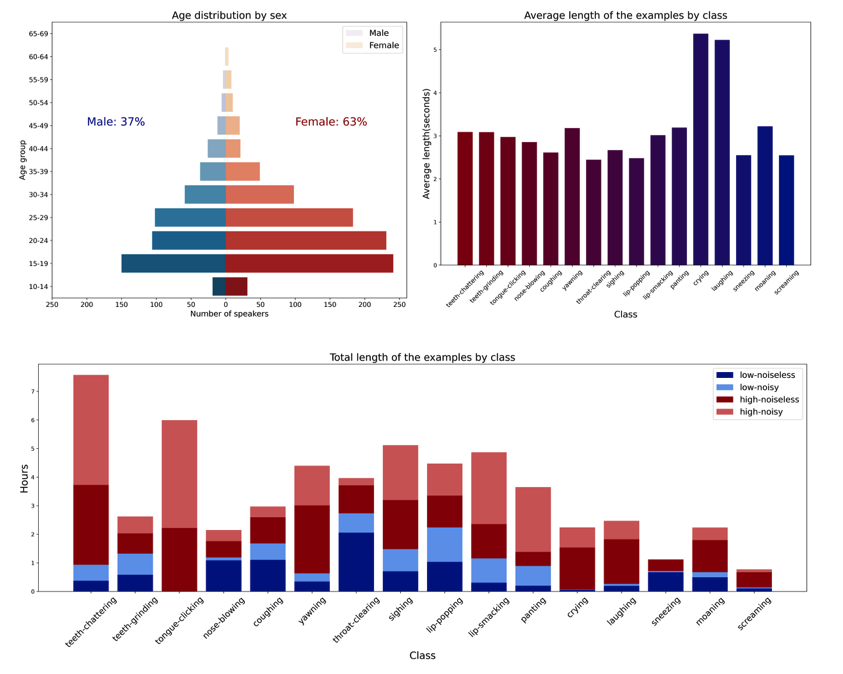 Age distribution by sex
Male
Female
Male: 37%
Female: 63%
Age group
65-69
60-64
55-59
50-54
45-49
40-44
35-39
30-34
25-29
20-24
15-19
10-14
250 200 150 100 50 0 50 100 150 200 250
Number of speakers
Average length of the examples by class
Average length(seconds)
5
4
3
2
1
0
teeth-chattering
teeth-grinding
tongue-clicking
nose-blowing
coughing
yawning
throat-clearing
sighing
lip-popping
lip-smacking
panting
crying
laughing
sneezing
moaning
screaming
Class
Total length of the examples by class
low-noiseless
low-noisy
high-noiseless
high-noisy
Hours
7
6
5
4
3
2
1
0
teeth-chattering
teeth-grinding
tongue-clicking
nose-blowing
coughing
yawning
throat-clearing
sighing
lip-popping
lip-smacking
panting
crying
laughing
sneezing
moaning
screaming
Class